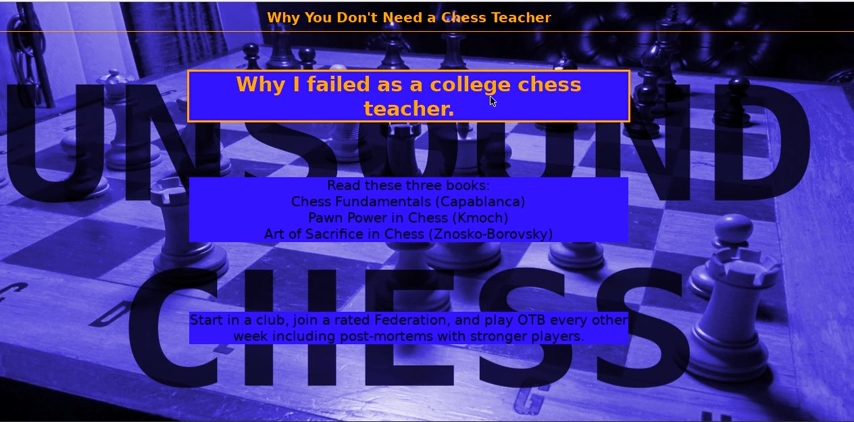 Why You Don't Need a Chess Teacher
Why I failed as a college chess
teacher.
UNSOUND
Read these three books:
Chess Fundamentals (Capablanca)
Pawn Power in Chess (Kmoch)
Art of Sacrifice in Chess (Znosko-Borovsky)
CHESS
Start in a club, join a rated Federation, and play OTB every other
week including post-mortems with stronger players.
C
D
G